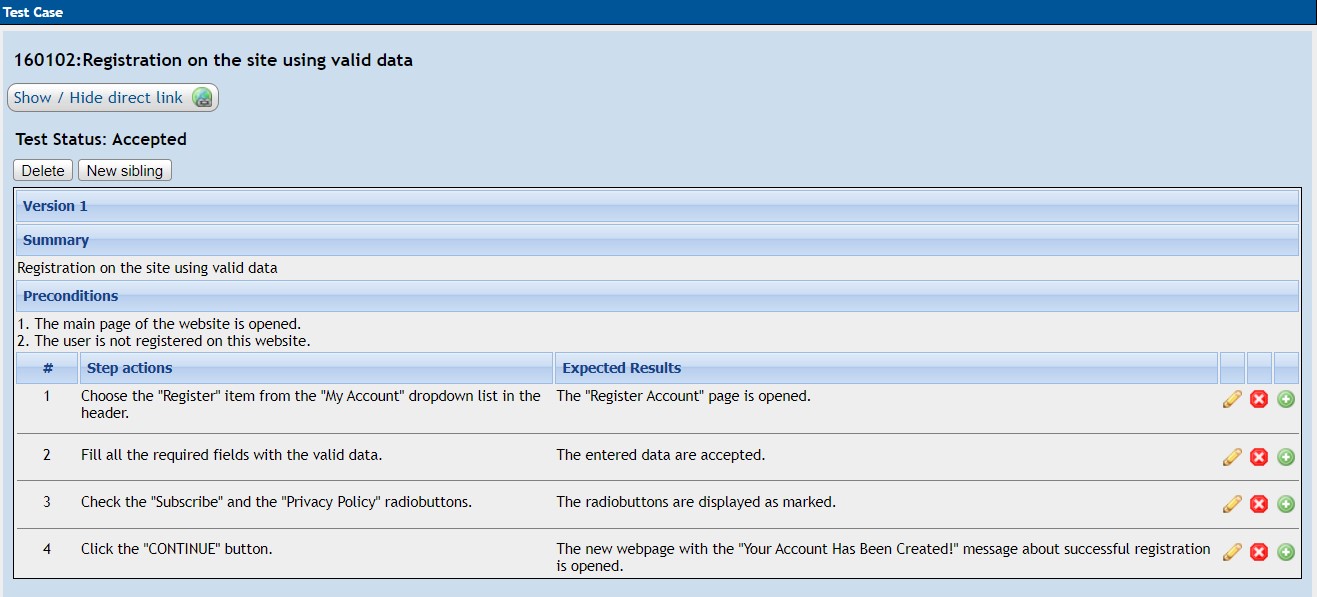 Test Case
160102:Registration on the site using valid data
Show / Hide direct link
Test Status: Accepted
Delete New sibling
Version 1
Summary
Registration on the site using valid data
Preconditions
1. The main page of the website is opened.
2. The user is not registered on this website.
# Step actions Expected Results
1 Choose the "Register" item from the "My Account" dropdown list in the The "Register Account" page is opened.
header.
2 Fill all the required fields with the valid data. The entered data are accepted.
3 Check the "Subscribe" and the "Privacy Policy" radiobuttons. The radiobuttons are displayed as marked.
4 Click the "CONTINUE" button. The new webpage with the "Your Account Has Been Created!" message about successful registration
is opened.